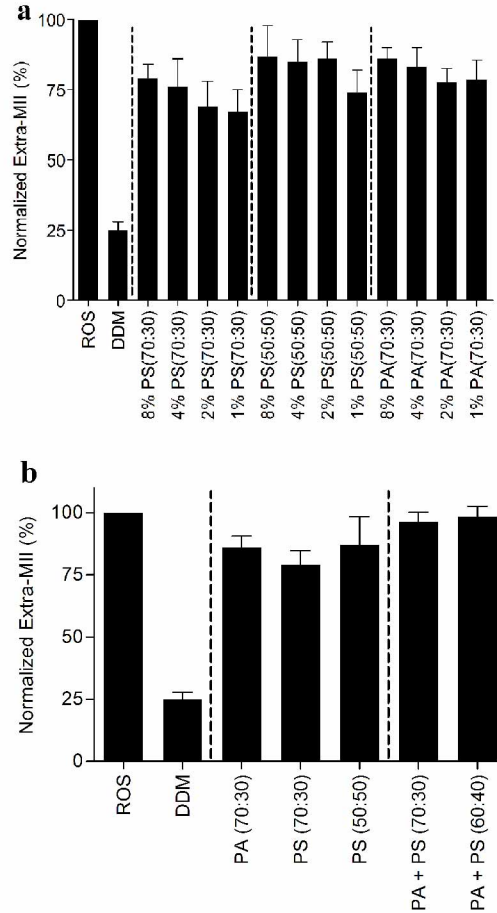 a
Normalized Extra-MII (%)
100
75
50
25
0
ROS
DDM
8% PS(70:30)
4% PS(70:30)
2% PS(70:30)
1% PS(70:30)
8% PS(50:50)
4% PS(50:50)
2% PS(50:50)
1% PS(50:50)
8% PA(70:30)
4% PA(70:30)
2% PA(70:30)
1% PA(70:30)
b
Normalized Extra-MII (%)
100
75
50
25
0
ROS
DDM
PA (70:30)
PS (70:30)
PS (50:50)
PA + PS (70:30)
PA + PS (60:40)